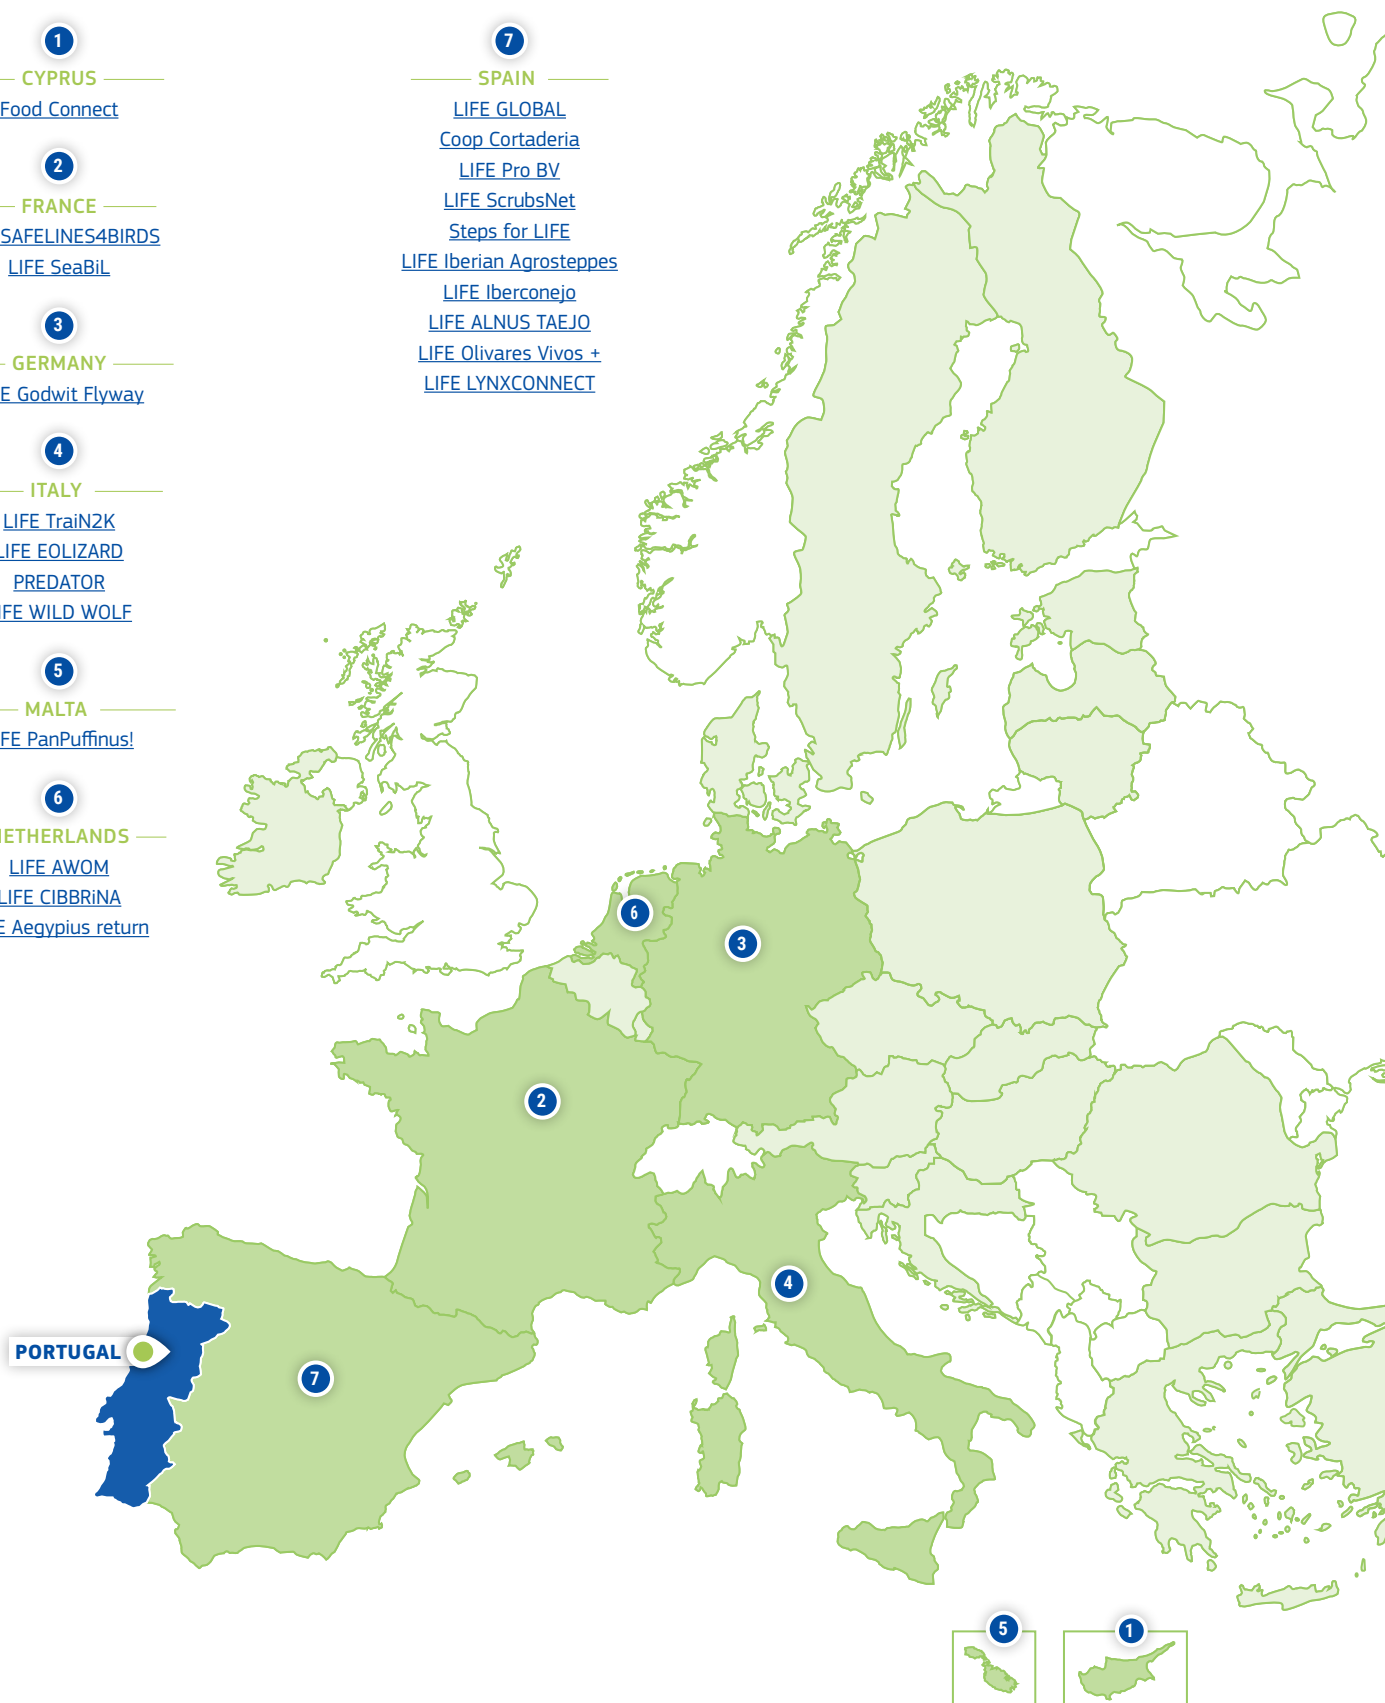 1
CYPRUS
Food Connect
2
FRANCE
SAFELINES4BIRDS
LIFE SeaBiL
3
GERMANY
E Godwit Flyway
4
ITALY
LIFE TraiN2K
LIFE EOLIZARD
PREDATOR
IFE WILD WOLF
5
MALTA
FE PanPuffinus!
6
NETHERLANDS
LIFE AWOM
LIFE CIBBRiNA
E Aegypius return
7
SPAIN
LIFE GLOBAL
Coop Cortaderia
LIFE Pro BV
LIFE ScrubsNet
Steps for LIFE
LIFE Iberian Agrosteppes
LIFE Iberconejo
LIFE ALNUS TAEJO
LIFE Olivares Vivos +
LIFE LYNXCONNECT
6
3
2
4
PORTUGAL
7
5
1